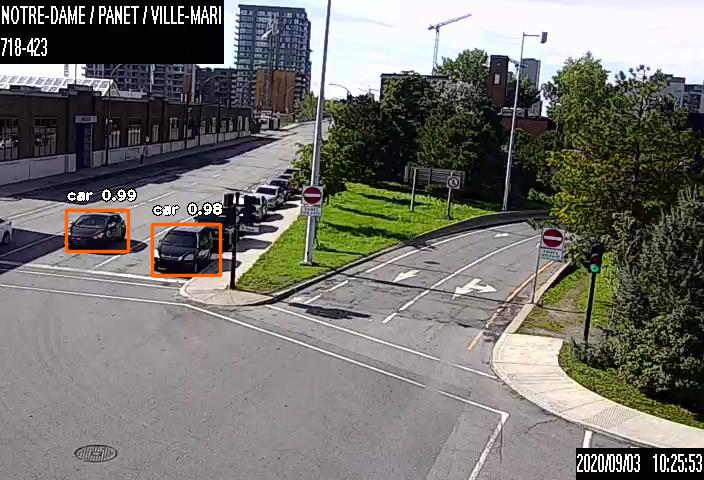 NOTRE-DAME / PANET / VILLE-MARI
718-423
car 0.99
car 0.98
2020/09/03 10:25:53